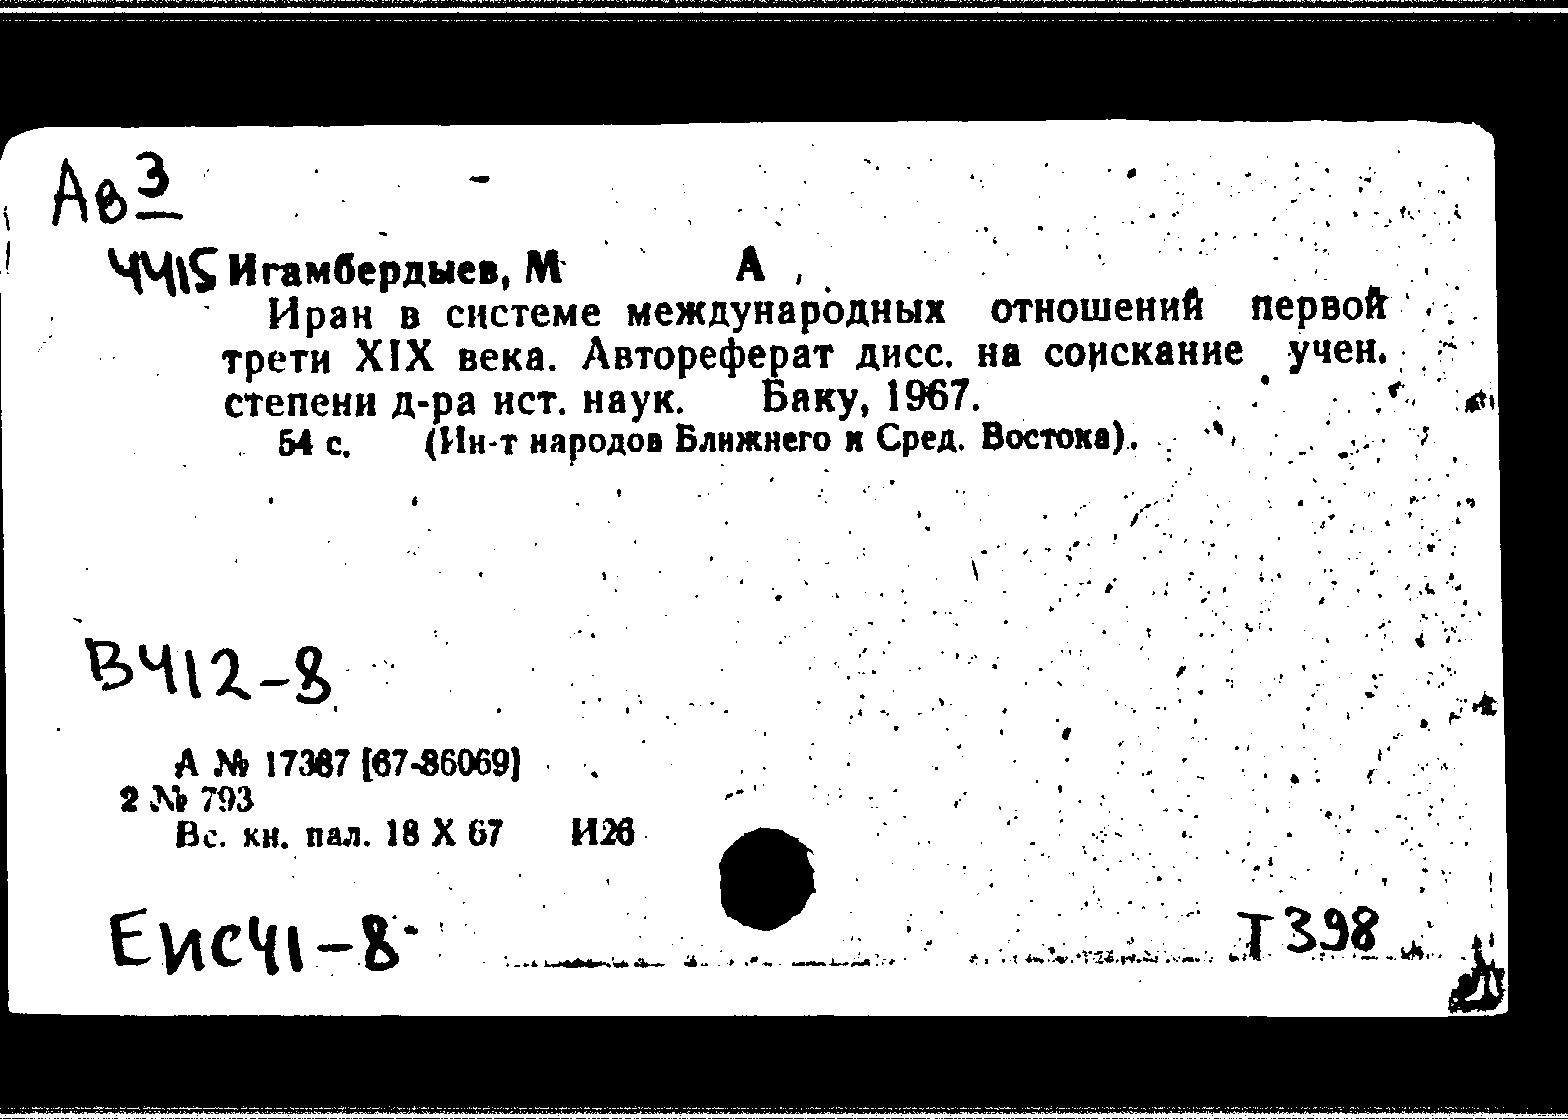 Ав 3
4415 Игамбердыев, М А
Иран в системе международных отношений первой
трети XIX века. Автореферат дисс. на соискание учен.
степени д-ра ист. наук. Баку, 1967.
54 с. (Ин-т народов Ближнего и Сред. Востока).
В412-8
А № 17387 [67-86069]
2 № 793
Вс. кн. пал. 18 X 67 И26
ЕИС41-8
Т398